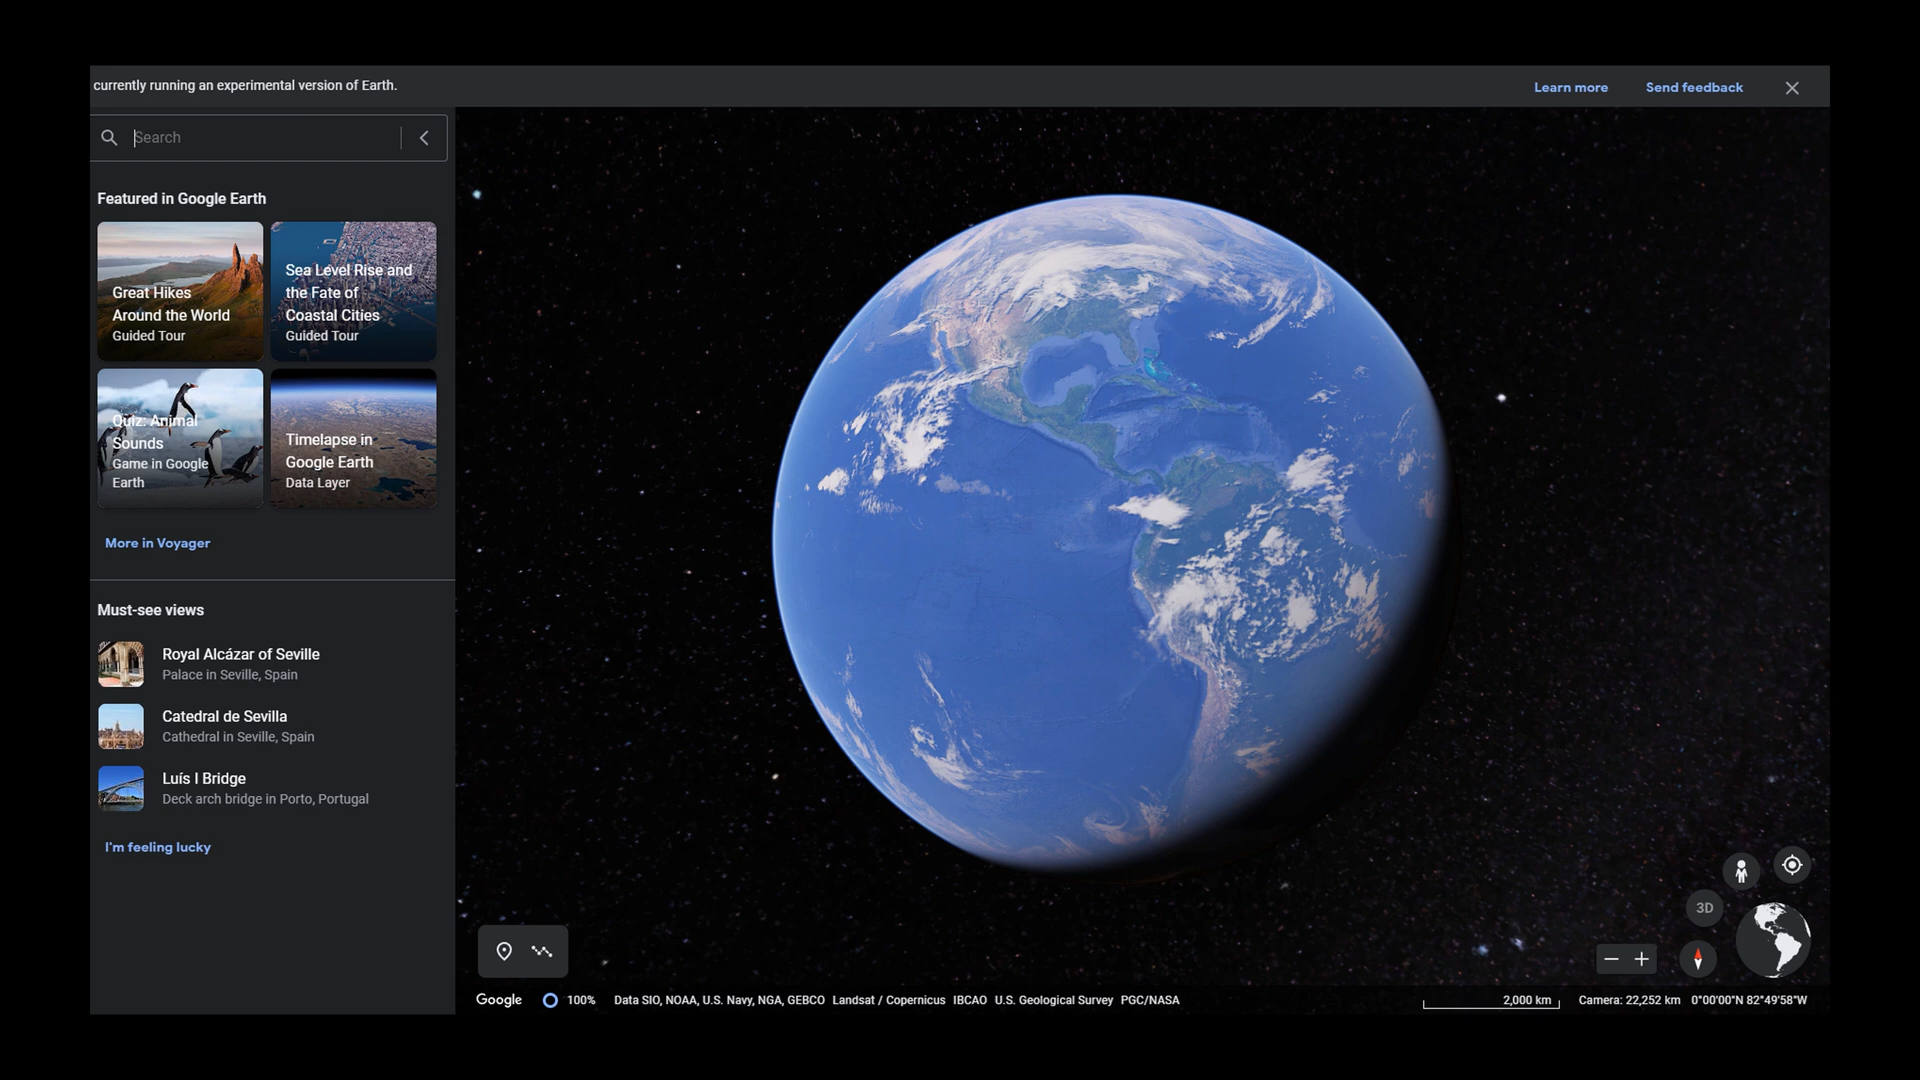 currently running an experimental version of Earth.
Learn more
Send feedback
Search
Featured in Google Earth
Great Hikes
Around the World
Guided Tour
Sea Level Rise and
the Fate of
Coastal Cities
Guided Tour
Quiz: Animal
Sounds
Game in Google
Earth
Timelapse in
Google Earth
Data Layer
More in Voyager
Must-see views
Royal Alcázar of Seville
Palace in Seville, Spain
Catedral de Sevilla
Cathedral in Seville, Spain
Luís I Bridge
Deck arch bridge in Porto, Portugal
I'm feeling lucky
3D
Google 100% Data SIO, NOAA, U.S. Navy, NGA, GEBCO Landsat / Copernicus IBCAO U.S. Geological Survey PGC/NASA 2,000 km Camera: 22,252 km 0°00'00"N 82°49'58"W